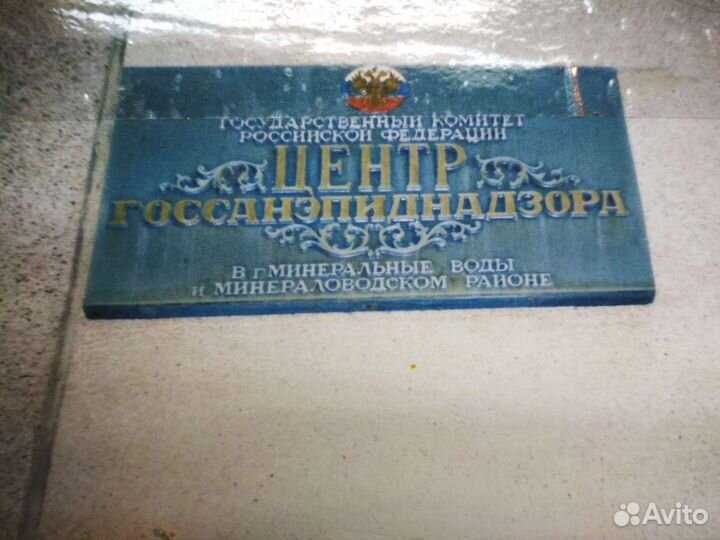 ГОСУДАРСТВЕННЫЙ КОМИТЕТ
РОССИЙСКОЙ ФЕДЕРАЦИИ
ЦЕНТР
ГОССАНЭПИДНАДЗОРА
В Г МИНЕРАЛЬНЫЕ ВОДЫ
И МИНЕРАЛОВОДСКОМ РАЙОНЕ
Avito